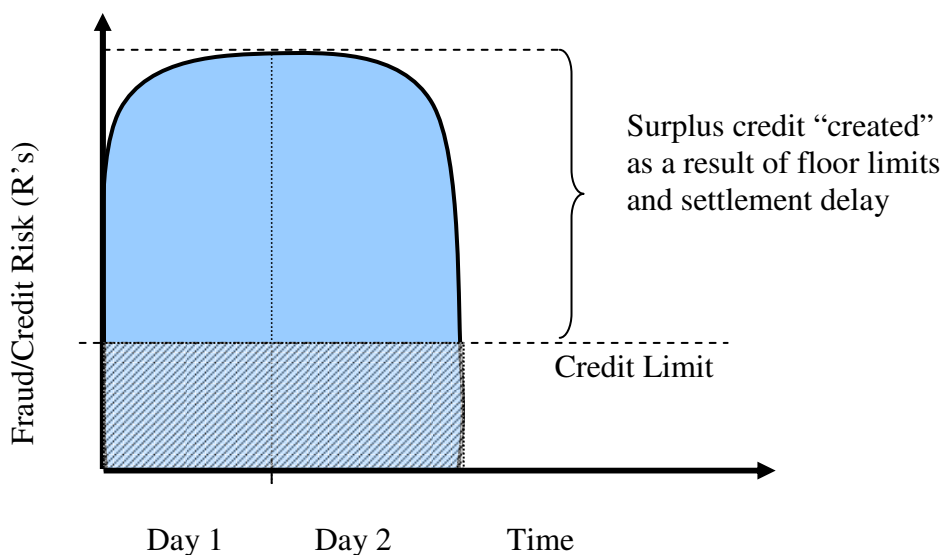 Surplus credit “created”
as a result of floor limits
and settlement delay
Fraud/Credit Risk (R’s)
Credit Limit
Day 1
Day 2
Time